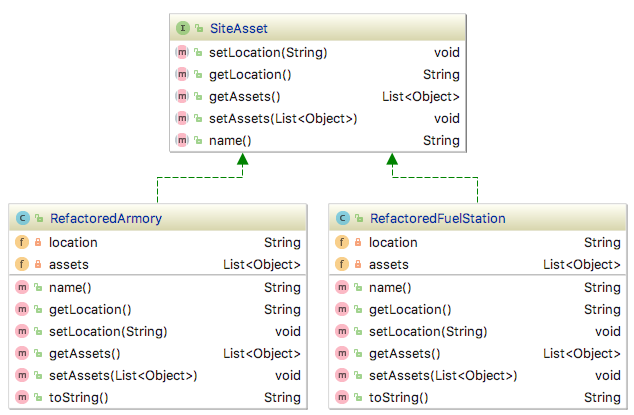 I SiteAsset
m setLocation(String) void
m getLocation() String
m getAssets() List<Object>
m setAssets(List<Object>) void
m name() String
C RefactoredArmory
f location String
f assets List<Object>
m name() String
m getLocation() String
m setLocation(String) void
m getAssets() List<Object>
m setAssets(List<Object>) void
m toString() String
C RefactoredFuelStation
f location String
f assets List<Object>
m name() String
m getLocation() String
m setLocation(String) void
m getAssets() List<Object>
m setAssets(List<Object>) void
m toString() String